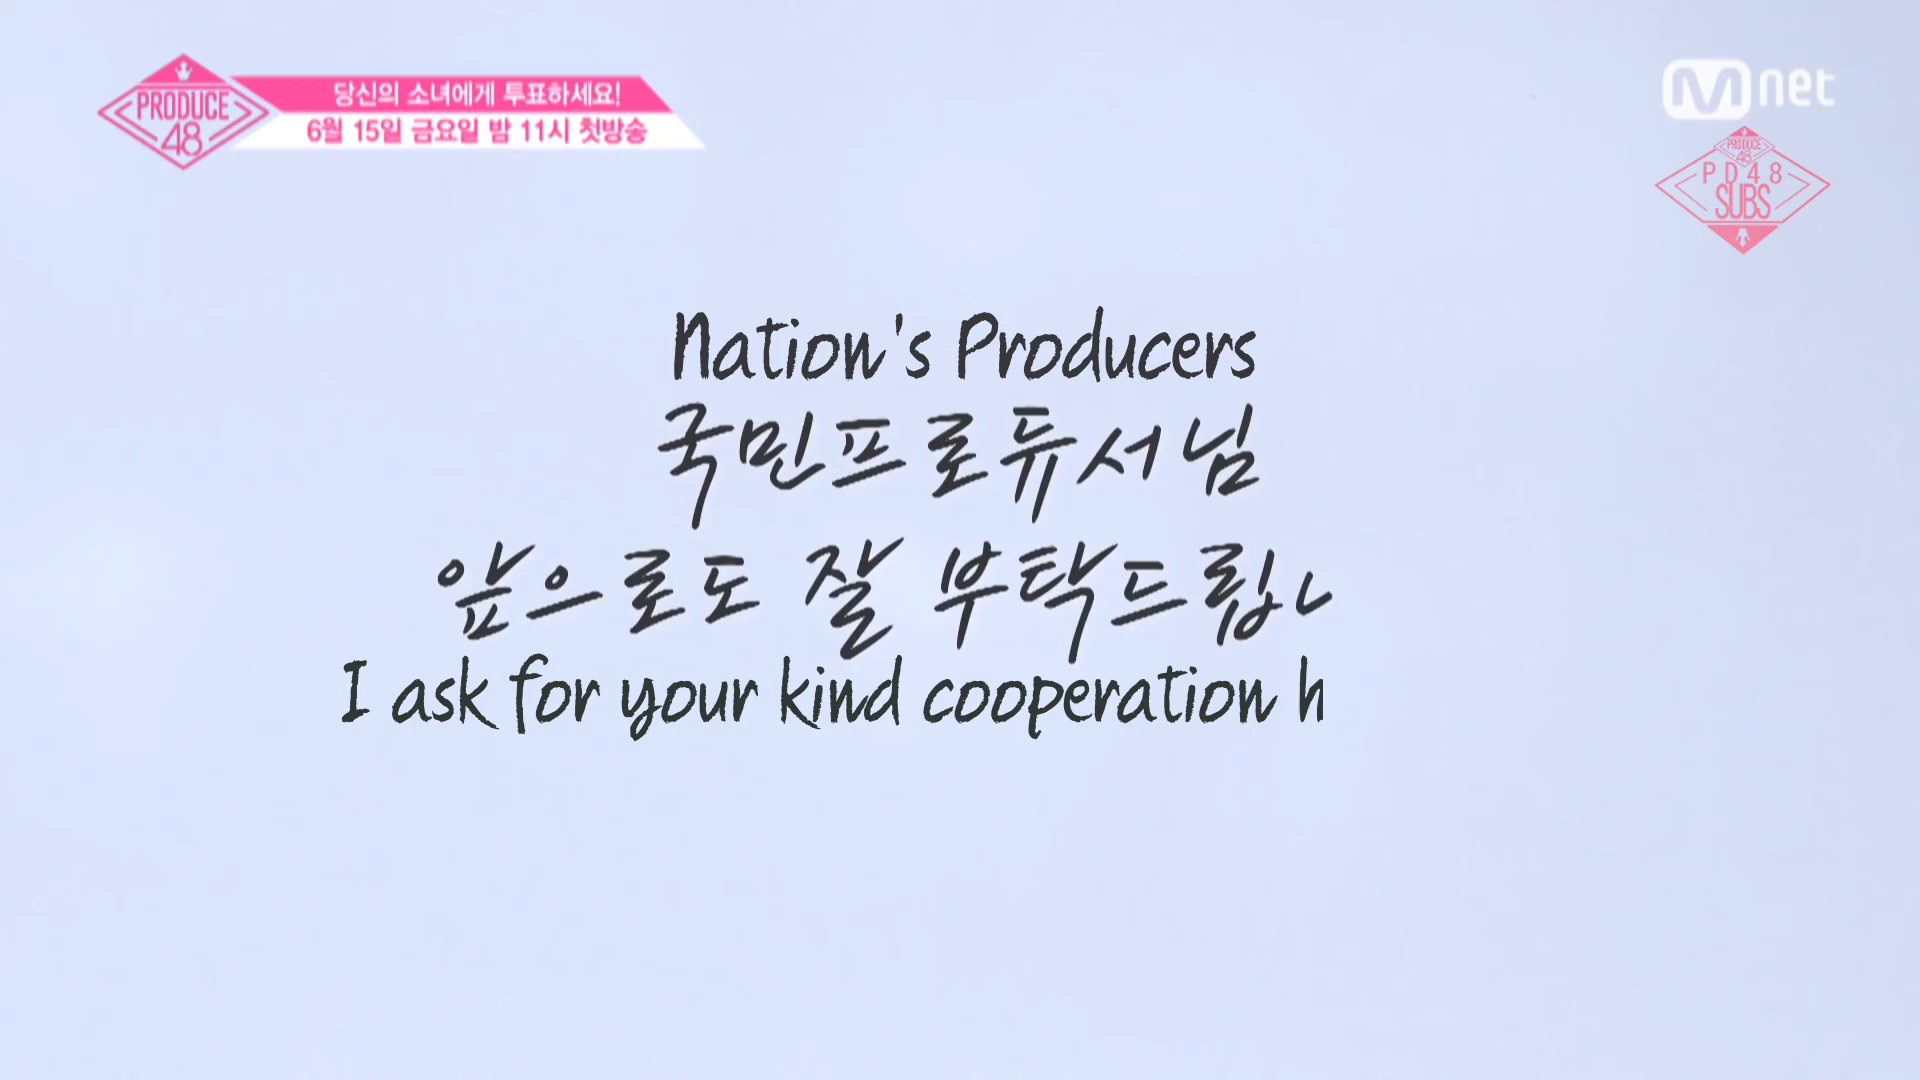 PRODUCE
48
당신의 소녀에게 투표하세요!
6월 15일 금요일 밤 11시 첫방송
Mnet
PRODUCE
48
PD48
SUBS
Nation's Producers
국민프로듀서님
앞으로도 잘 부탁드립
I ask for your kind cooperation h